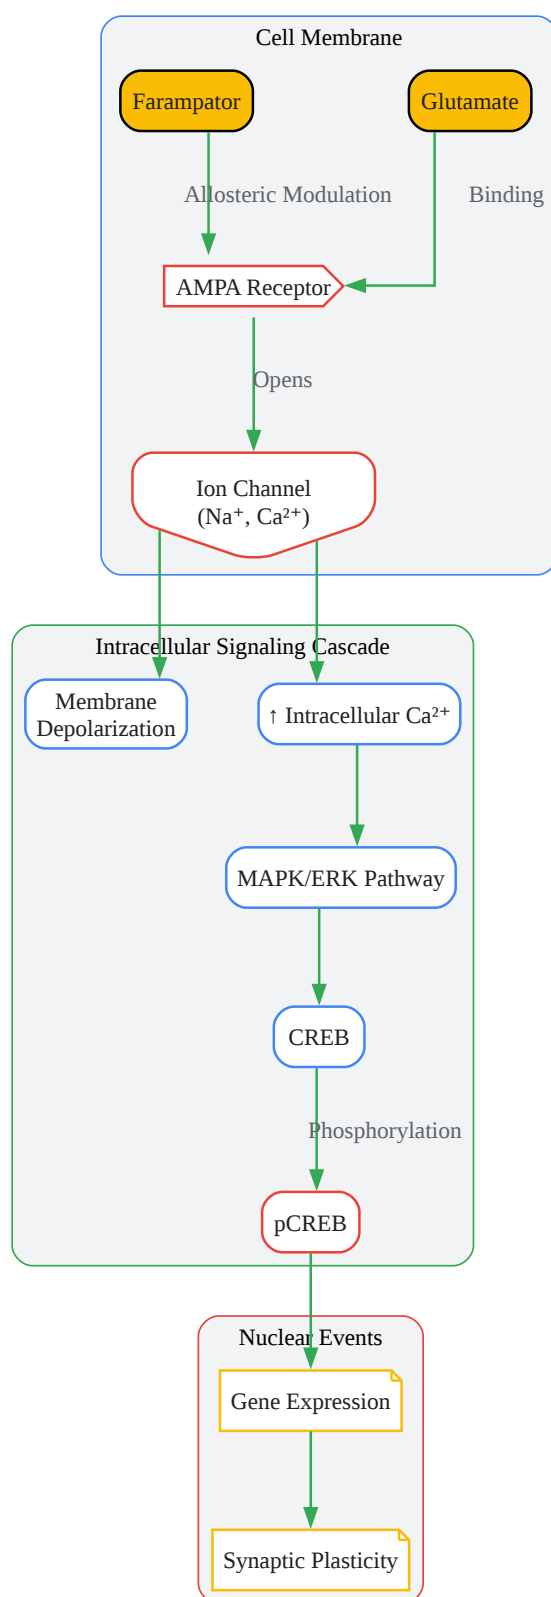 Cell Membrane
Farampator
Glutamate
Allosteric Modulation
Binding
AMPA Receptor
Opens
Ion Channel
(Na⁺, Ca²⁺)
Intracellular Signaling Cascade
Membrane
Depolarization
↑ Intracellular Ca²⁺
MAPK/ERK Pathway
CREB
Phosphorylation
pCREB
Nuclear Events
Gene Expression
Synaptic Plasticity